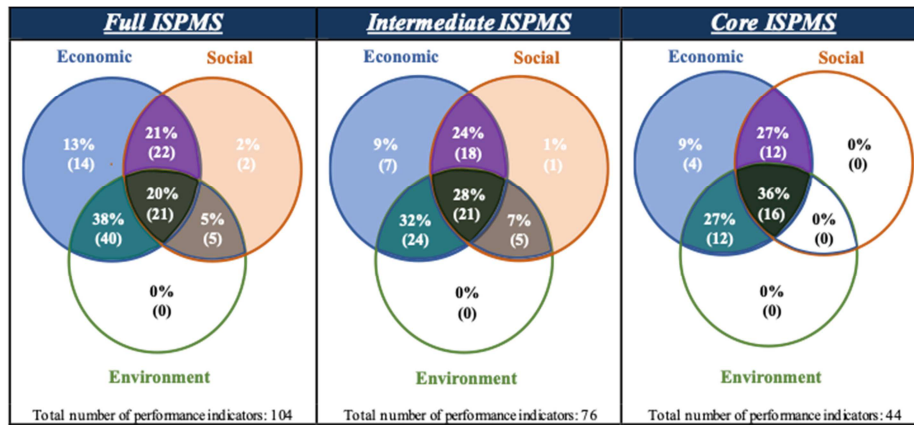 Full ISPMS
Economic
Social
13%
(14)
21%
(22)
2%
(2)
20%
(21)
38%
(40)
5%
(5)
0%
(0)
Environment
Total number of performance indicators: 104
Intermediate ISPMS
Economic
Social
9%
(7)
24%
(18)
1%
(1)
28%
(21)
32%
(24)
7%
(5)
0%
(0)
Environment
Total number of performance indicators: 76
Core ISPMS
Economic
Social
9%
(4)
27%
(12)
0%
(0)
36%
(16)
27%
(12)
0%
(0)
0%
(0)
Environment
Total number of performance indicators: 44